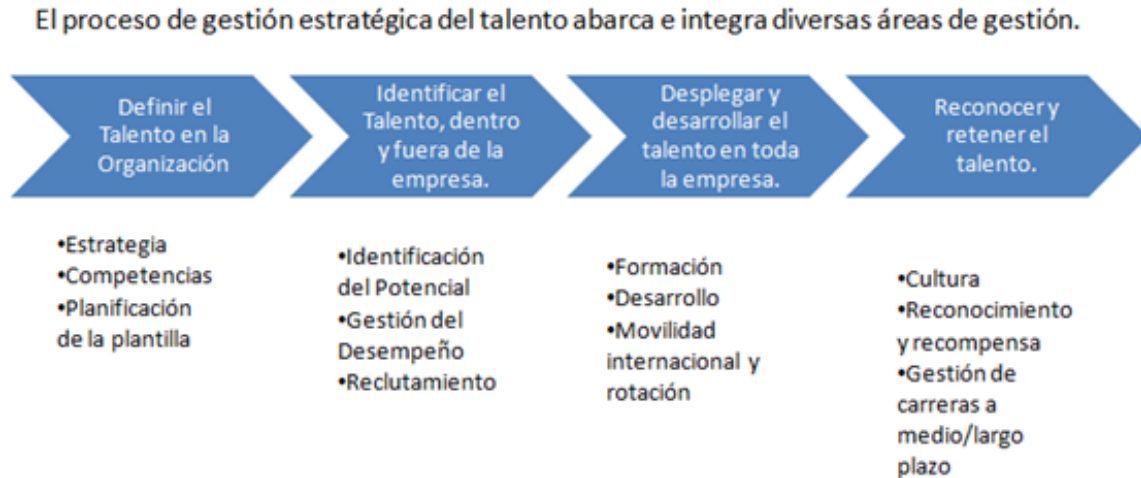 El proceso de gestión estratégica del talento abarca e integra diversas áreas de gestión.
Definir el
Talento en la
Organización
Identificar el
Talento, dentro
y fuera de la
empresa.
Desplegar y
desarrollar el
talento en toda
la empresa.
Reconocer y
retener el
talento.
•Estrategia
•Competencias
•Planificación
de la plantilla
•Identificación
del Potencial
•Gestión del
Desempeño
•Reclutamiento
•Formación
•Desarrollo
•Movilidad
internacional y
rotación
•Cultura
•Reconocimiento
y recompensa
•Gestión de
carreras a
medio/largo
plazo